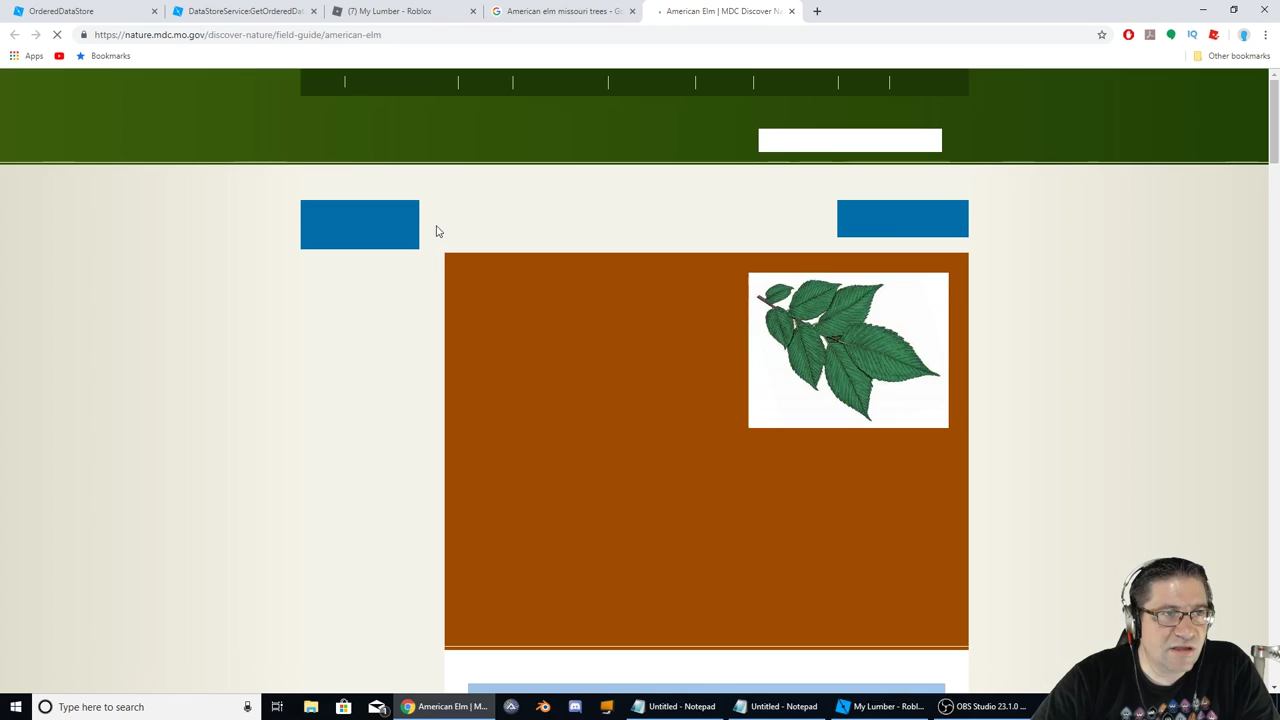 OrderedDataStore
DataStoreService:GetOrderedDat
(7) My Lumber - Roblox
American elm missouri trees - Go
American Elm | MDC Discover Na
https://nature.mdc.mo.gov/discover-nature/field-guide/american-elm
Apps
Bookmarks
Other bookmarks
Type here to search
American Elm | M...
Untitled - Notepad
Untitled - Notepad
My Lumber - Robl...
OBS Studio 23.1.0 ...